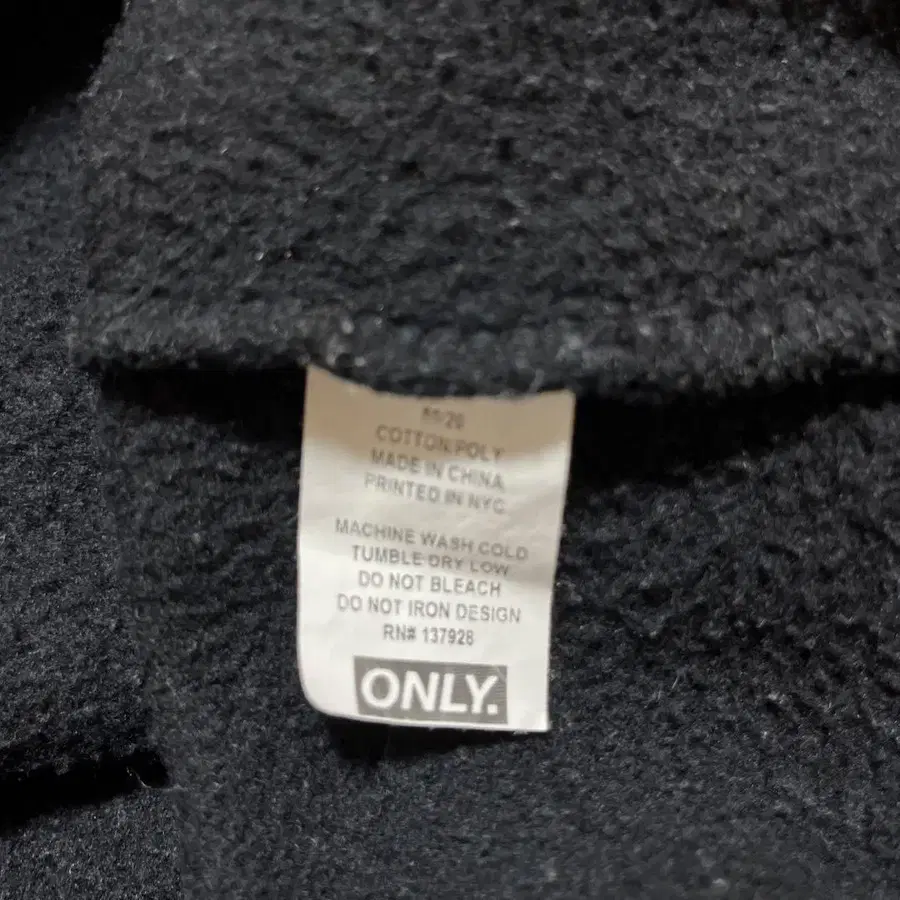 80/20
COTTON/POLY
MADE IN CHINA
PRINTED IN NYC
MACHINE WASH COLD
TUMBLE DRY LOW
DO NOT BLEACH
DO NOT IRON DESIGN
RN# 137928
ONLY.